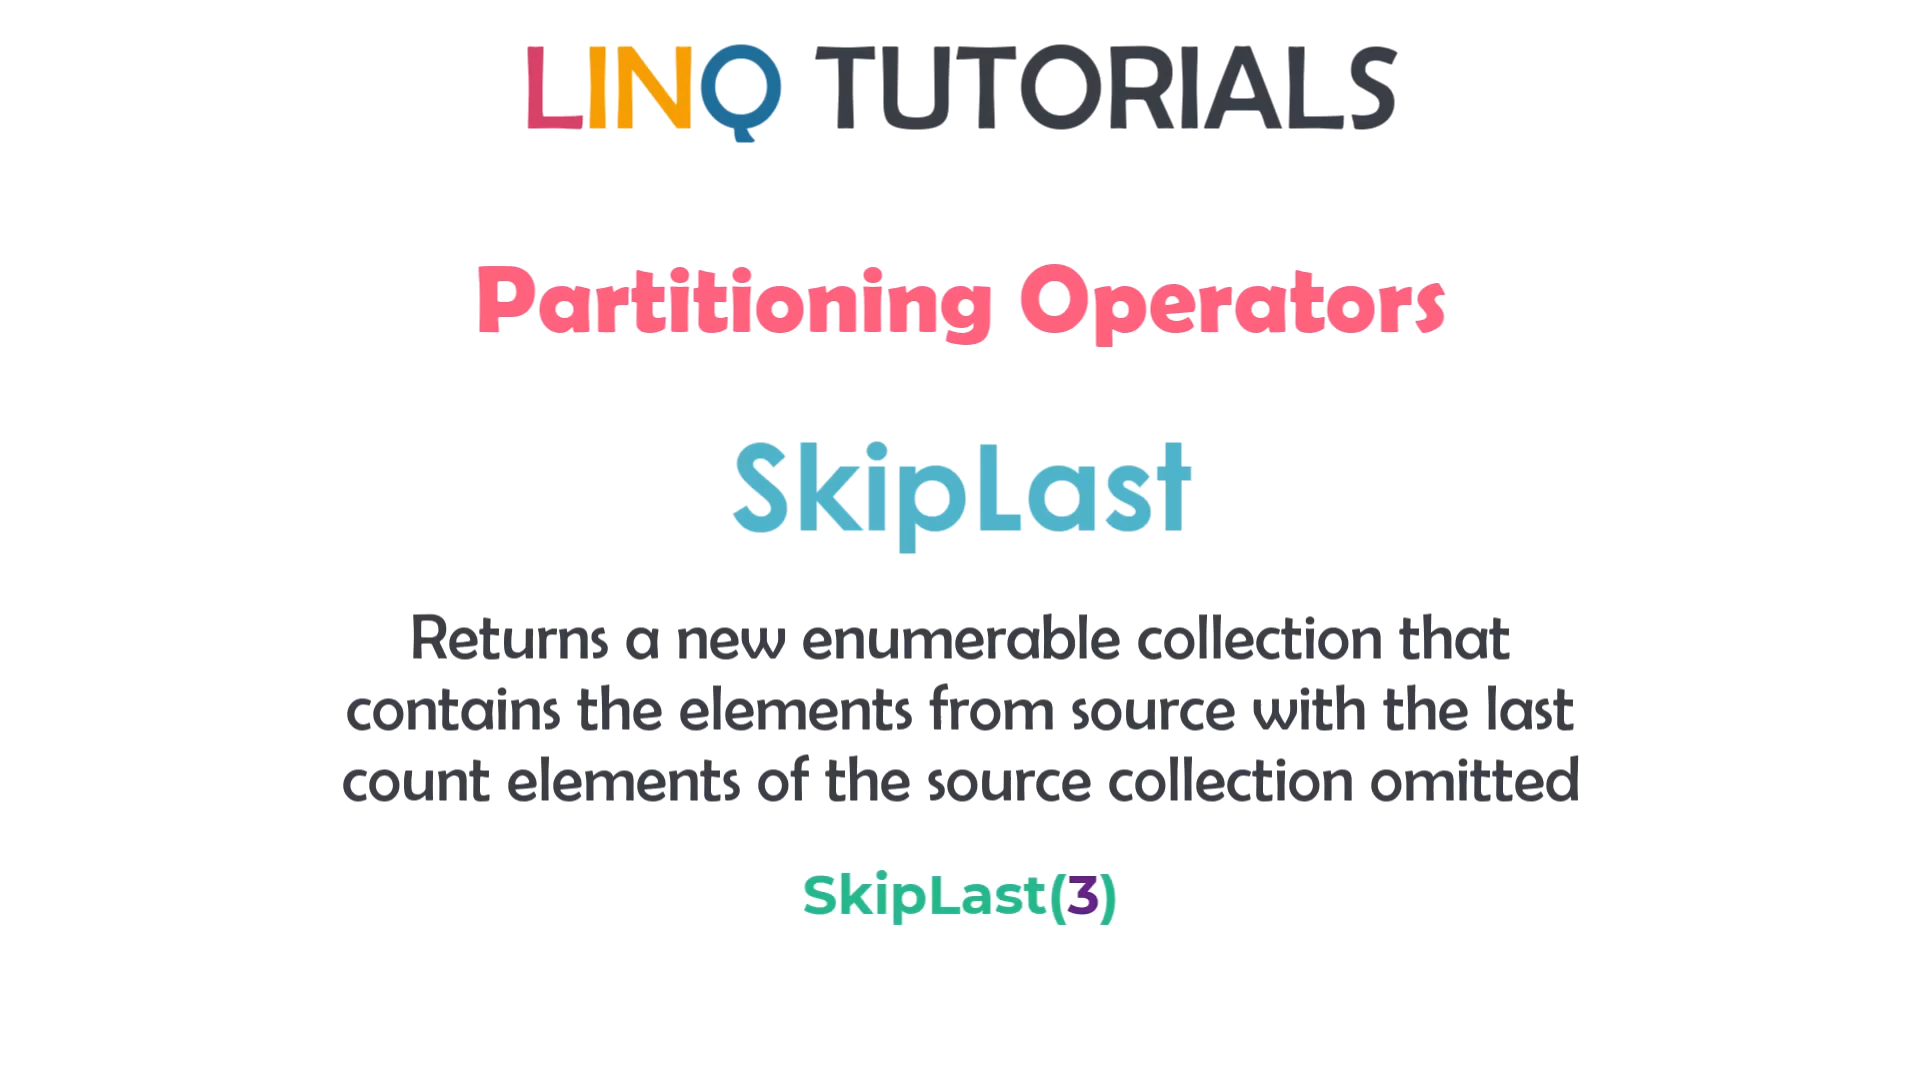 LINQ TUTORIALS
Partitioning Operators
SkipLast
Returns a new enumerable collection that
contains the elements from source with the last
count elements of the source collection omitted
SkipLast(3)